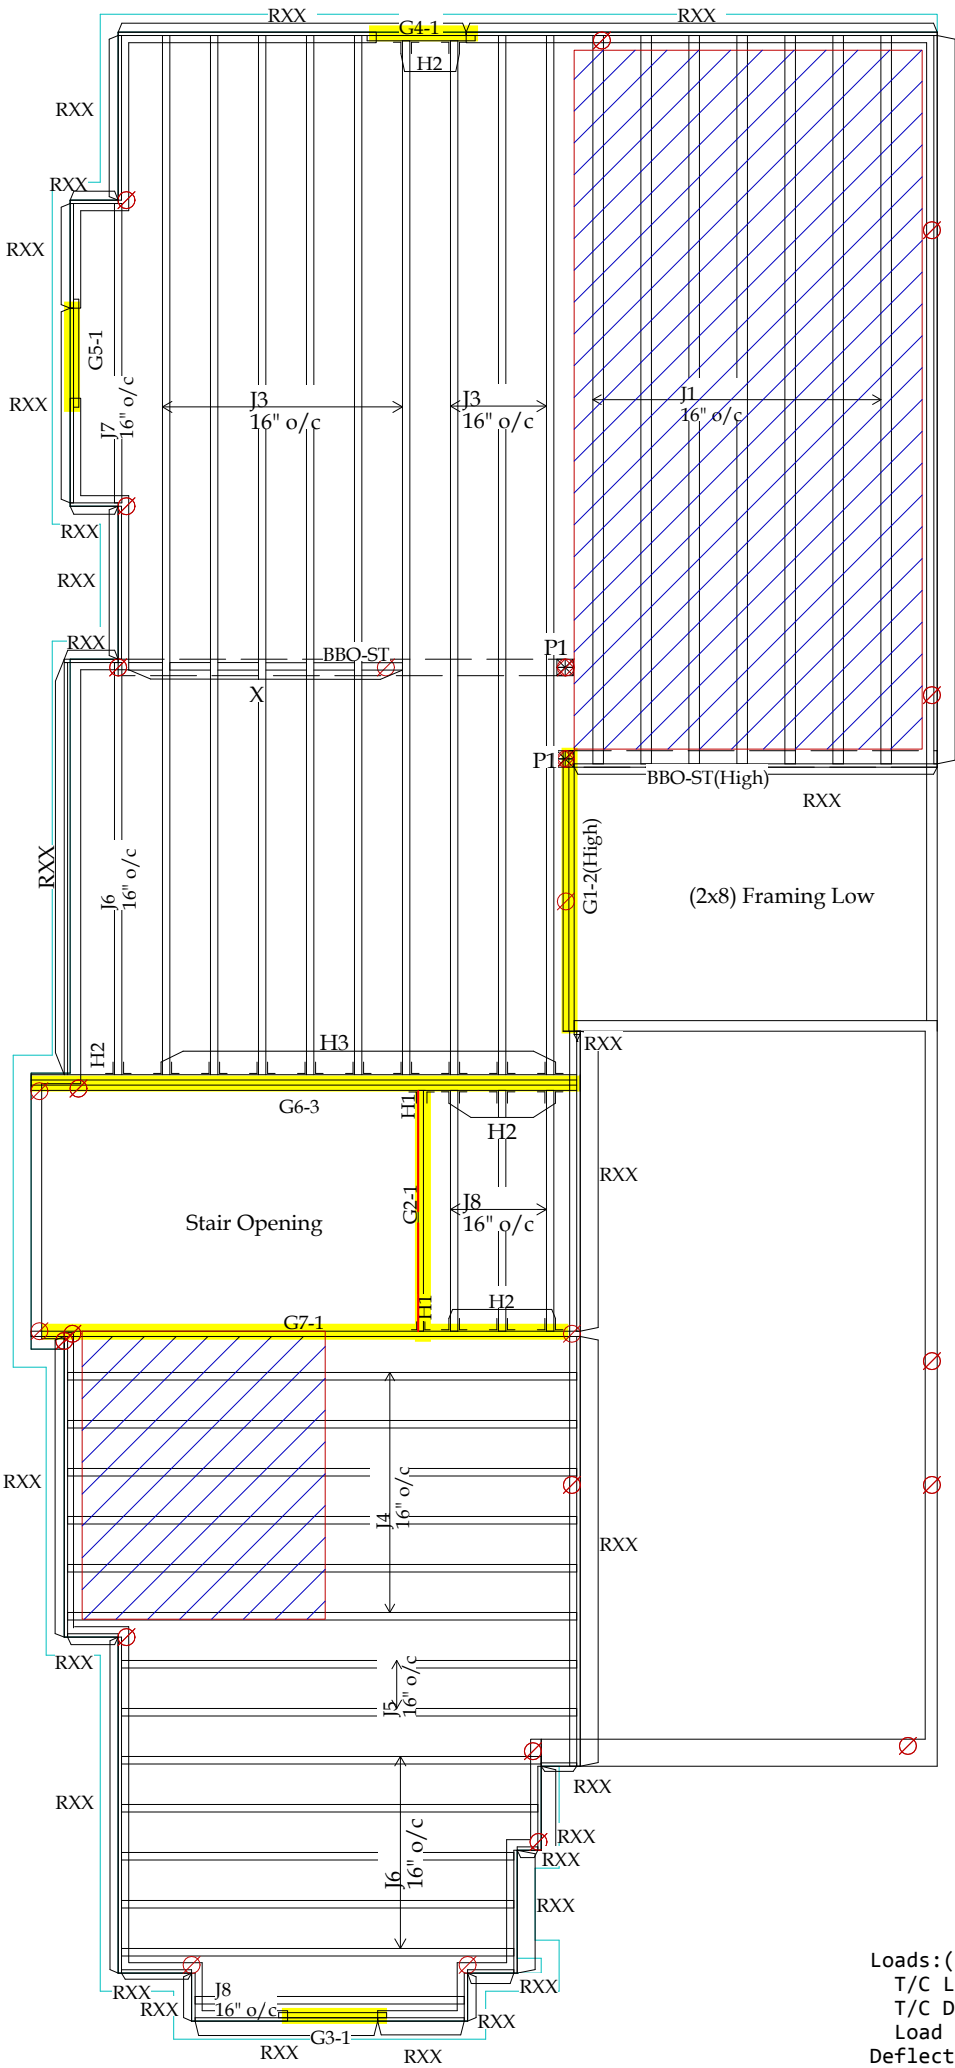 RXX
RXX
G4-1
H2
RXX
RXX
RXX
G5-1
RXX
J7
16" o/c
J3
16" o/c
J3
16" o/c
J1
16" o/c
RXX
RXX
RXX
BBO-ST
P1
X
P1
BBO-ST(High)
RXX
G1-2(High)
RXX
J6
16" o/c
(2x8) Framing Low
H3
H2
RXX
G6-3
H1
H2
RXX
G2-1
J8
16" o/c
Stair Opening
H1
H2
G7-1
RXX
J4
16" o/c
RXX
RXX
J5
16" o/c
RXX
RXX
J6
16" o/c
RXX
RXX
RXX
Loads:(
T/C L
T/C D
Load
Deflect
RXX
RXX
RXX
J8
16" o/c
RXX
G3-1
RXX
RXX